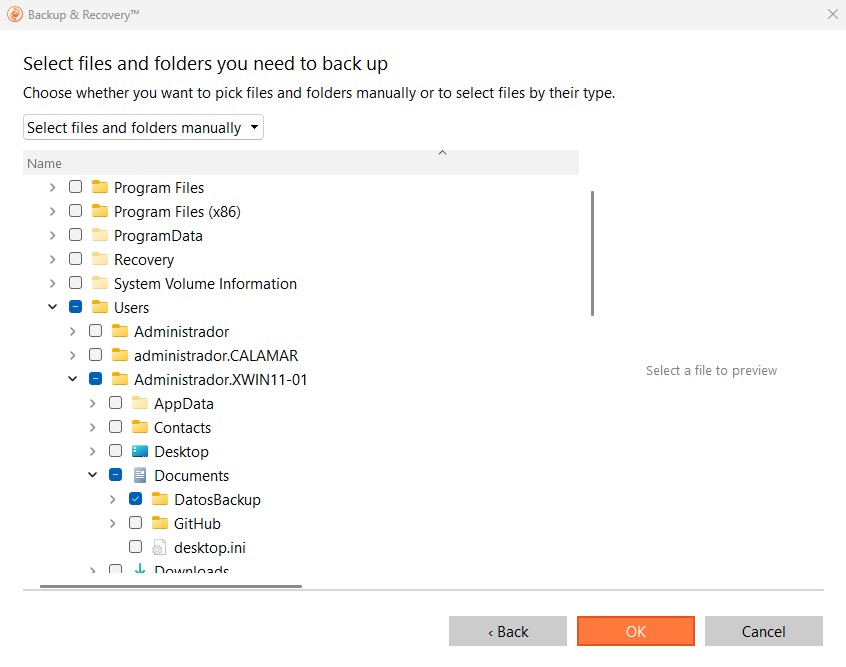 Backup & Recovery™
Select files and folders you need to back up
Choose whether you want to pick files and folders manually or to select files by their type.
Select files and folders manually
Name
Program Files
Program Files (x86)
ProgramData
Recovery
System Volume Information
Users
Administrador
administrador.CALAMAR
Administrador.XWIN11-01
AppData
Contacts
Desktop
Documents
DatosBackup
GitHub
desktop.ini
Downloads
Select a file to preview
‹ Back
OK
Cancel